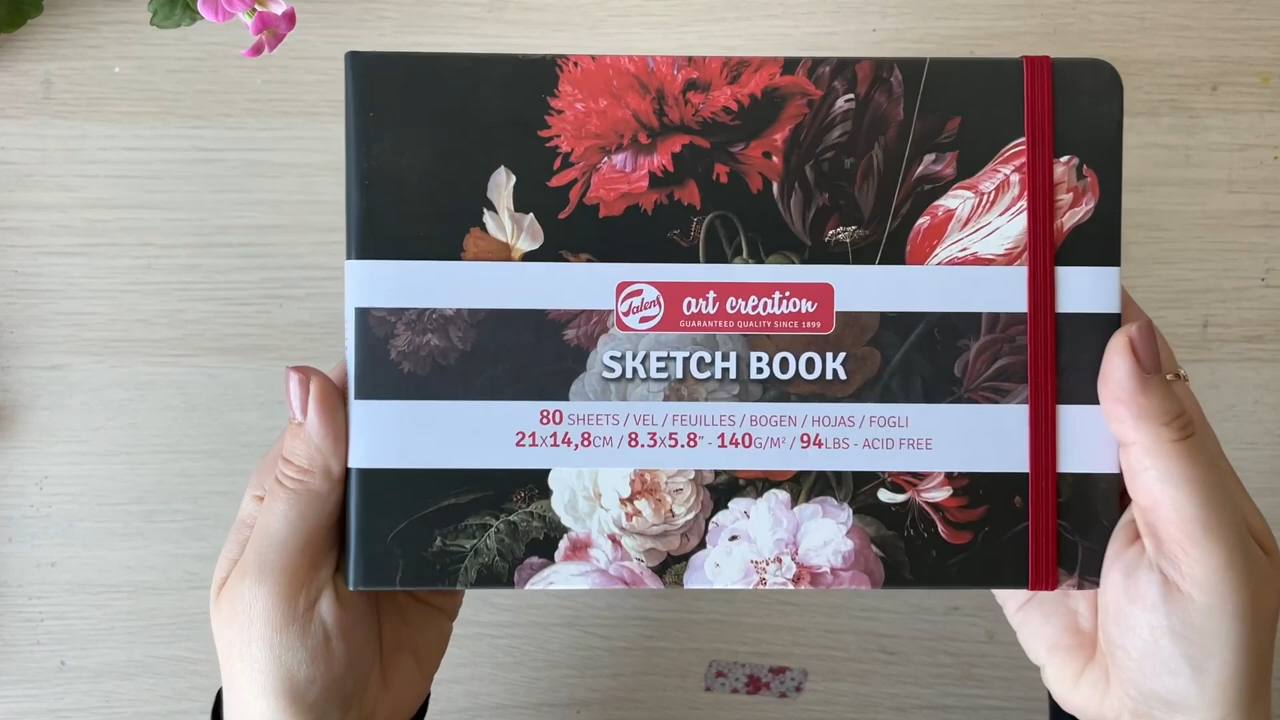 Talens
art creation
GUARANTEED QUALITY SINCE 1899
SKETCH BOOK
80 SHEETS / VEL / FEUILLES / BOGEN / HOJAS / FOGLI
21x14,8CM / 8.3x5.8” - 140G/M² / 94LBS - ACID FREE